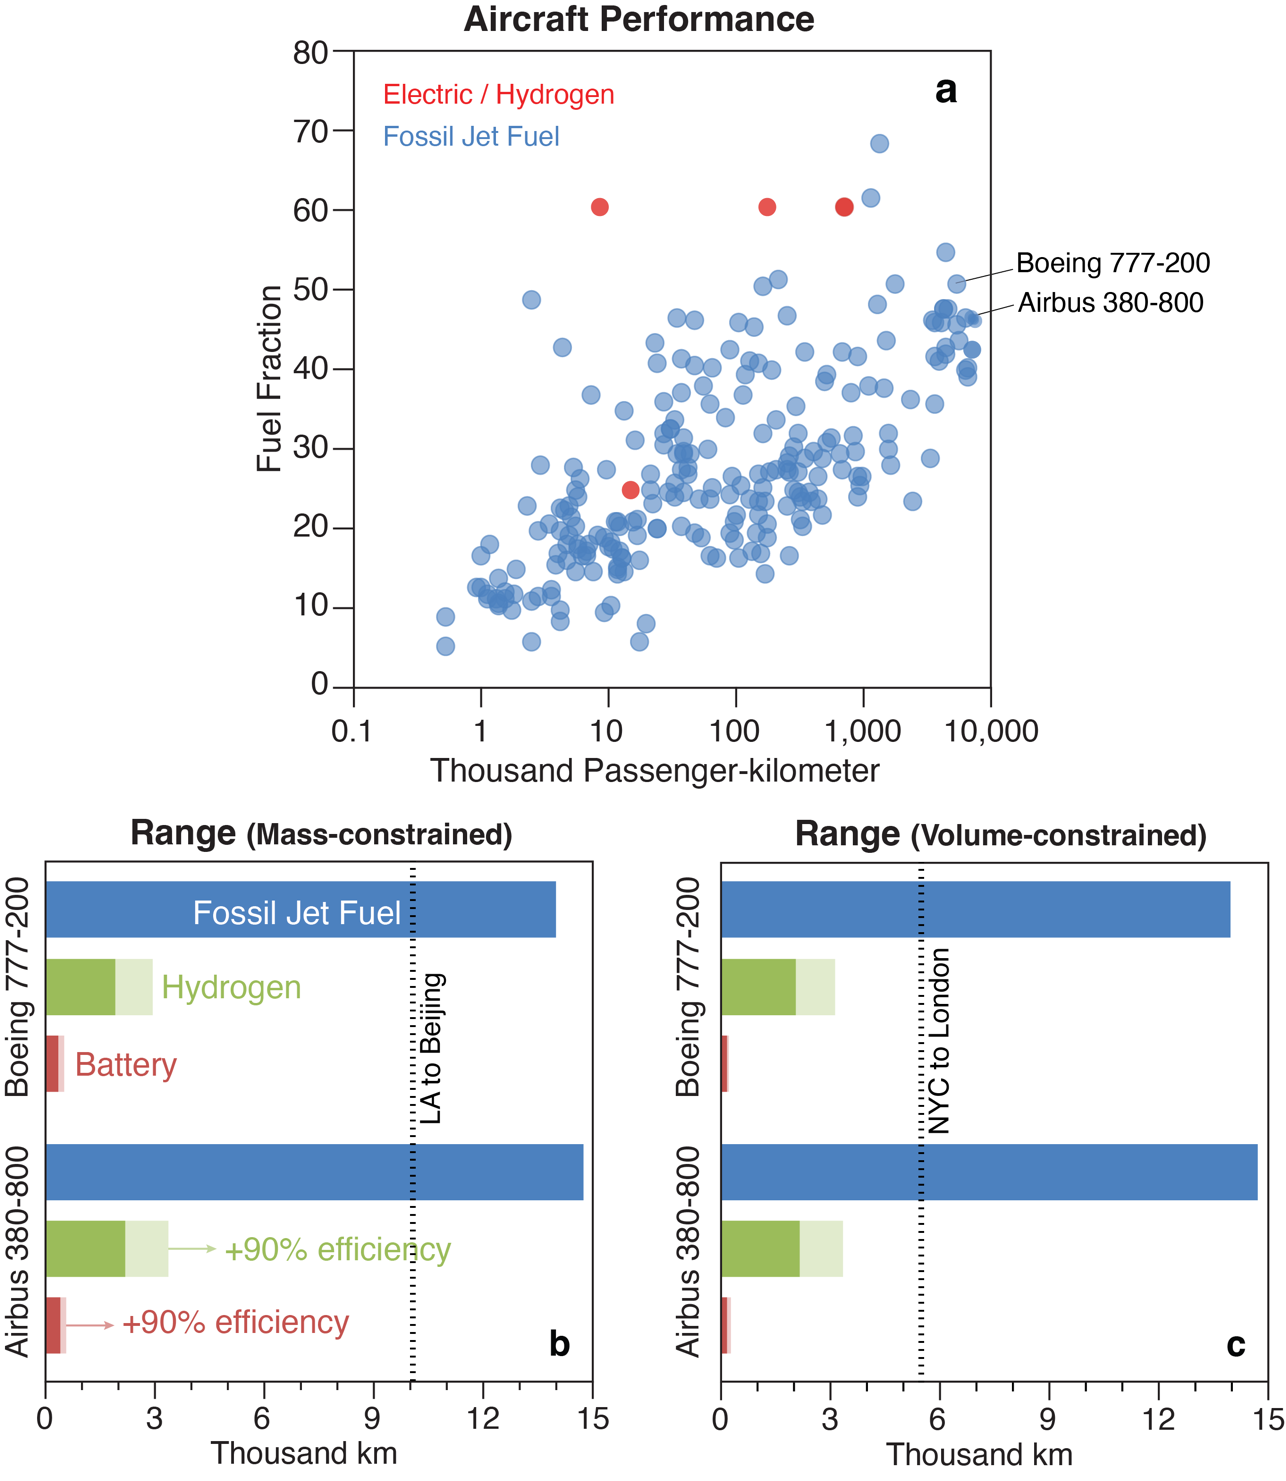 Aircraft Performance
a
Electric / Hydrogen
Fossil Jet Fuel
80
70
60
50
40
30
20
10
0
Fuel Fraction
Boeing 777-200
Airbus 380-800
0.1
1
10
100
1,000
10,000
Thousand Passenger-kilometer
Range (Mass-constrained)
Boeing 777-200
Airbus 380-800
Fossil Jet Fuel
Hydrogen
Battery
LA to Beijing
+90% efficiency
+90% efficiency
b
0
3
6
9
12
15
Thousand km
Range (Volume-constrained)
Boeing 777-200
Airbus 380-800
NYC to London
c
0
3
6
9
12
15
Thousand km